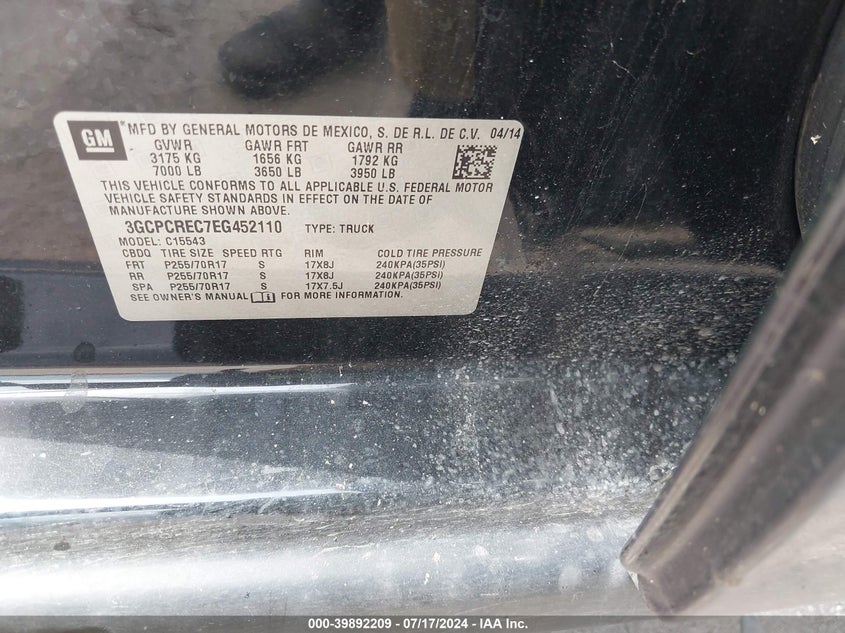 GM
*MFD BY GENERAL MOTORS DE MEXICO, S. DE R.L. DE C.V. 04/14
GVWR GAWR FRT GAWR RR
3175 KG 1656 KG 1792 KG
7000 LB 3650 LB 3950 LB
THIS VEHICLE CONFORMS TO ALL APPLICABLE U.S. FEDERAL MOTOR
VEHICLE SAFETY STANDARDS IN EFFECT ON THE DATE OF
MANUFACTURE SHOWN ABOVE.
3GCPCREC7EG452110 TYPE: TRUCK
MODEL: C15543
CBDQ TIRE SIZE SPEED RTG RIM COLD TIRE PRESSURE
FRT P255/70R17 S 17X8J 240KPA(35PSI)
RR P255/70R17 S 17X8J 240KPA(35PSI)
SPA P255/70R17 S 17X7.5J 240KPA(35PSI)
SEE OWNER'S MANUAL FOR MORE INFORMATION.
000-39892209 - 07/17/2024 - IAA Inc.